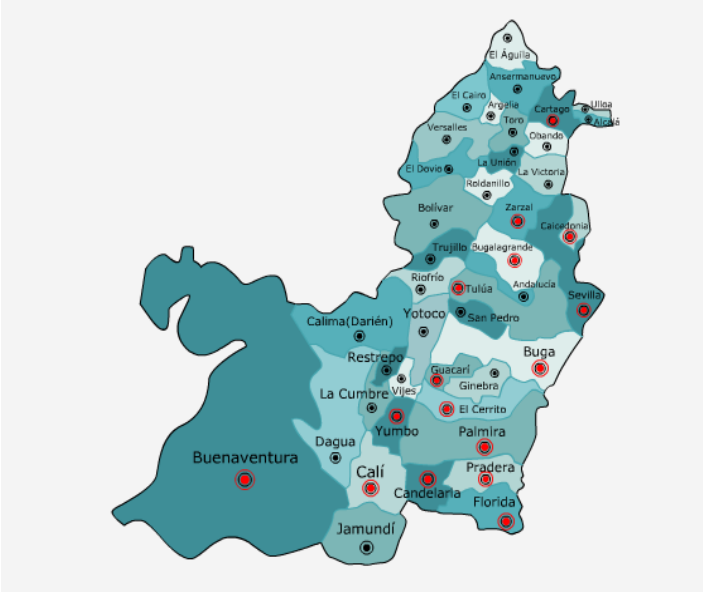 El Águila
Ansermanuevo
El Cairo
Argelia
Cartago
Ulloa
Alcalá
Toro
Versalles
Obando
La Unión
El Dovio
La Victoria
Roldanillo
Bolívar
Zarzal
Caicedonia
Trujillo
Bugalagrande
Riofrío
Tulúa
Andalucía
Sevilla
Yotoco
San Pedro
Calima(Darién)
Restrepo
Buga
Guacarí
Ginebra
Vijes
La Cumbre
El Cerrito
Yumbo
Palmira
Dagua
Buenaventura
Calí
Pradera
Candelaria
Florida
Jamundí